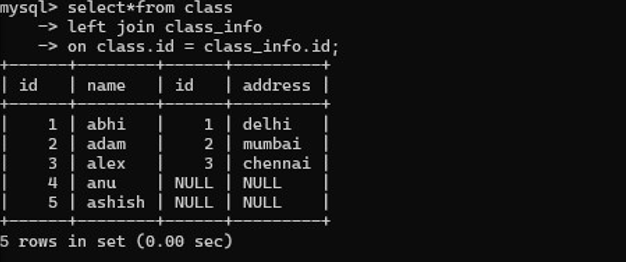 mysql> select*from class
    -> left join class_info
    -> on class.id = class_info.id;
+------+--------+------+---------+
| id   | name   | id   | address |
+------+--------+------+---------+
|    1 | abhi   |    1 | delhi   |
|    2 | adam   |    2 | mumbai  |
|    3 | alex   |    3 | chennai |
|    4 | anu    | NULL | NULL    |
|    5 | ashish | NULL | NULL    |
+------+--------+------+---------+
5 rows in set (0.00 sec)